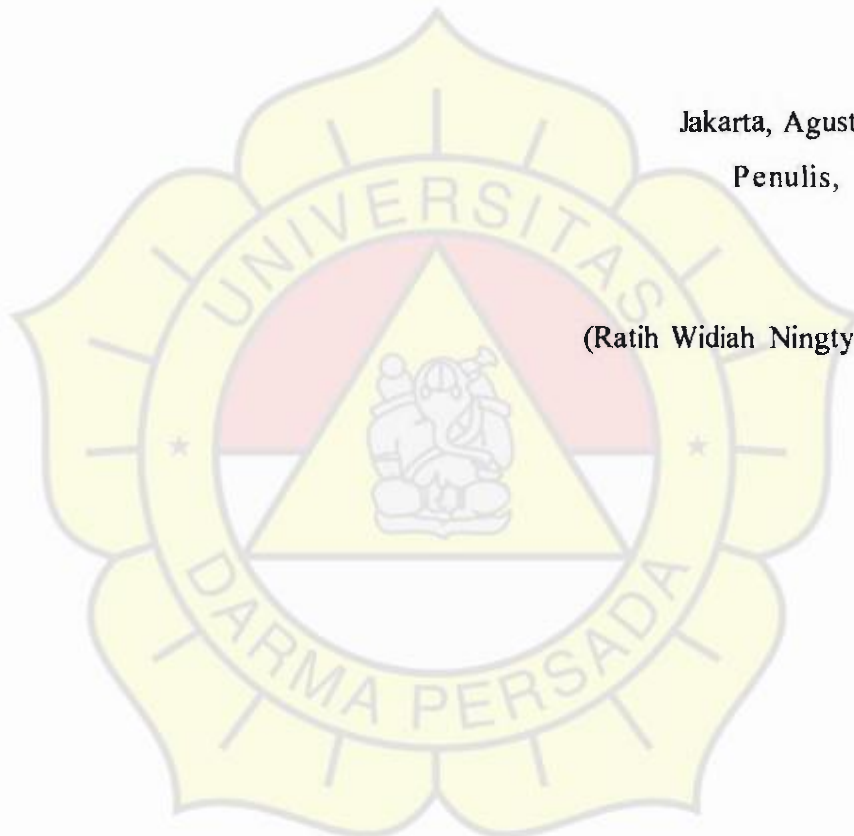 Jakarta, Agust
Penulis,
(Ratih Widiah Ningty
UNIVERSITAS
DARMA PERSADA